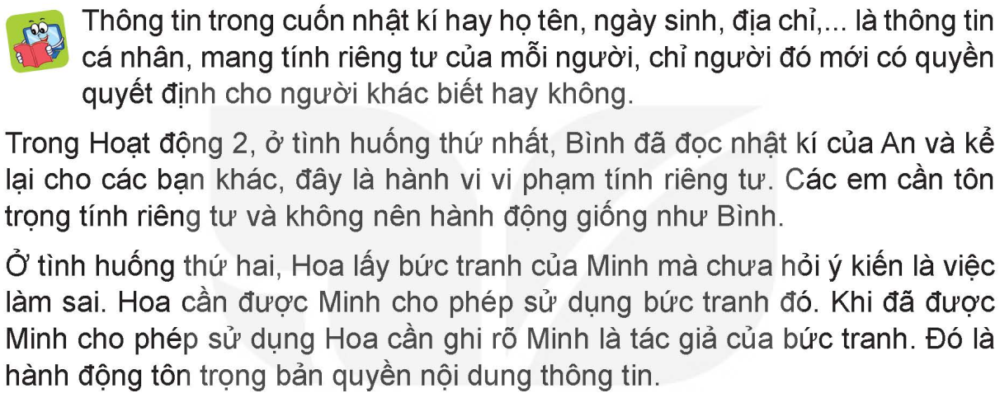 Thông tin trong cuốn nhật kí hay họ tên, ngày sinh, địa chỉ,... là thông tin
cá nhân, mang tính riêng tư của mỗi người, chỉ người đó mới có quyền
quyết định cho người khác biết hay không.
Trong Hoạt động 2, ở tình huống thứ nhất, Bình đã đọc nhật kí của An và kể
lại cho các bạn khác, đây là hành vi vi phạm tính riêng tư. Các em cần tôn
trọng tính riêng tư và không nên hành động giống như Bình.
Ở tình huống thứ hai, Hoa lấy bức tranh của Minh mà chưa hỏi ý kiến là việc
làm sai. Hoa cần được Minh cho phép sử dụng bức tranh đó. Khi đã được
Minh cho phép sử dụng Hoa cần ghi rõ Minh là tác giả của bức tranh. Đó là
hành động tôn trọng bản quyền nội dung thông tin.